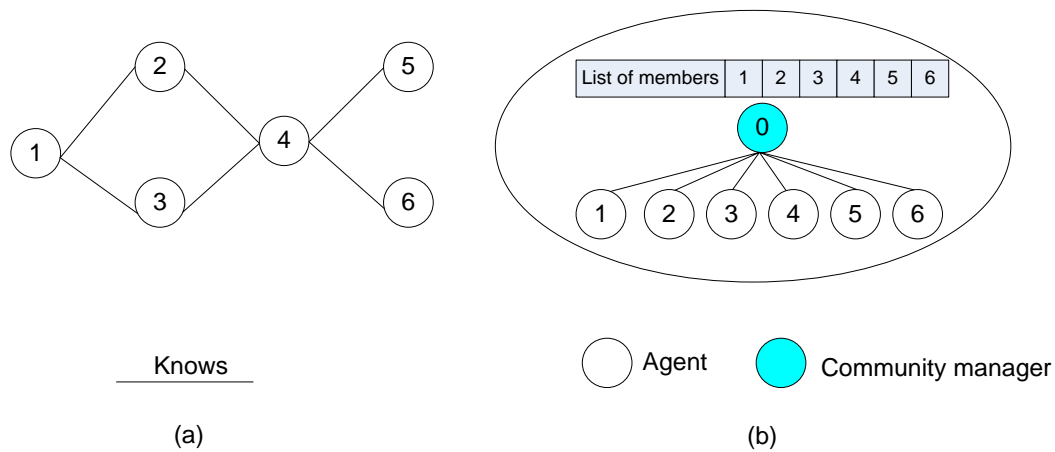 2
5
1
4
3
6
Knows
(a)
List of members 1 2 3 4 5 6
0
1 2 3 4 5 6
Agent
Community manager
(b)